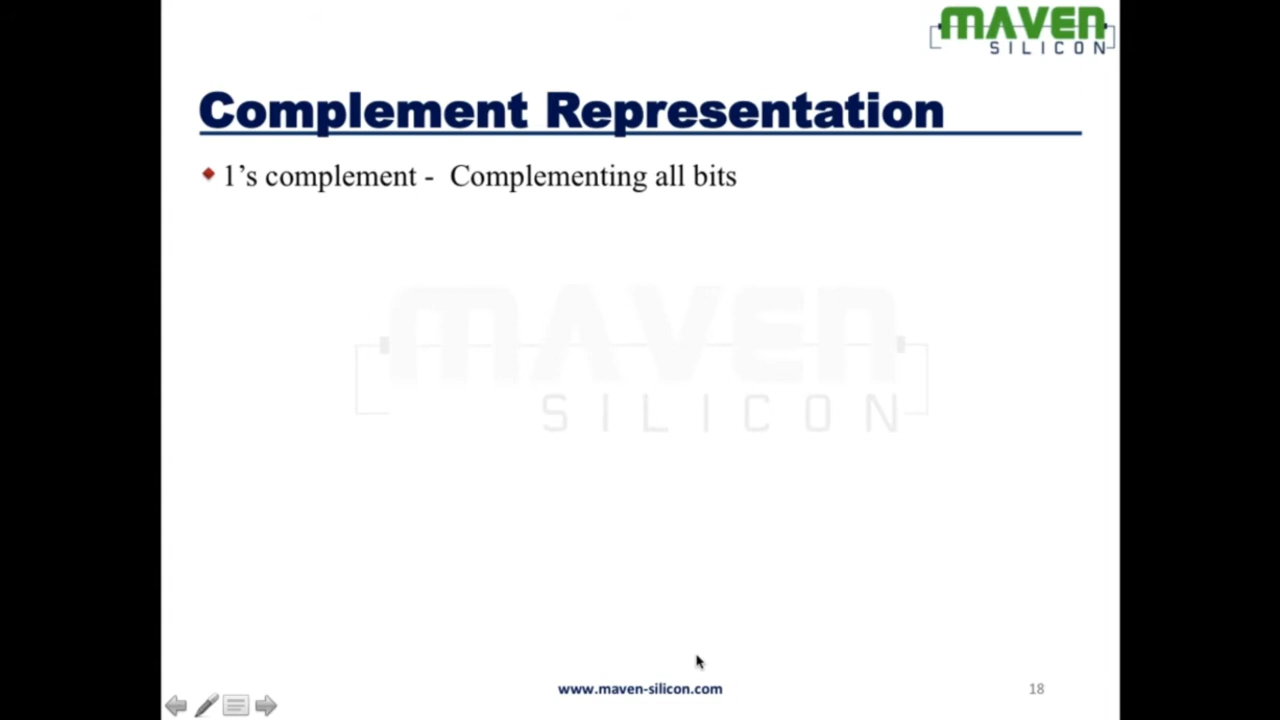 MAVEN
SILICON
Complement Representation
1’s complement - Complementing all bits
MAVEN
SILICON
www.maven-silicon.com
18